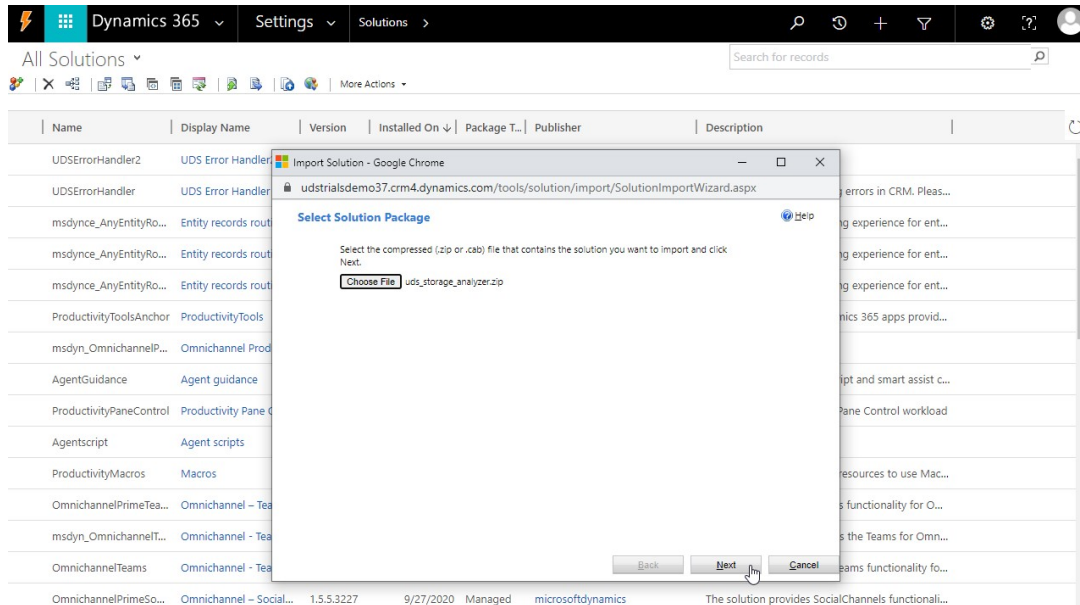 Dynamics 365 Settings Solutions >
All Solutions
Search for records
More Actions
Name Display Name Version Installed On ↓ Package T... Publisher Description
UDSErrorHandler2 UDS Error Handler
Import Solution - Google Chrome
udstrialsdemo37.crm4.dynamics.com/tools/solution/import/SolutionImportWizard.aspx
UDSErrorHandler UDS Error Handler errors in CRM. Pleas...
Select Solution Package Help
msdynce_AnyEntityRo... Entity records routi ng experience for ent...
Select the compressed (.zip or .cab) file that contains the solution you want to import and click
Next.
msdynce_AnyEntityRo... Entity records routi ng experience for ent...
Choose File uds_storage_analyzer.zip
msdynce_AnyEntityRo... Entity records routi ng experience for ent...
ProductivityToolsAnchor ProductivityTools mics 365 apps provid...
msdyn_OmnichannelP... Omnichannel Prod
AgentGuidance Agent guidance ipt and smart assist c...
ProductivityPaneControl Productivity Pane C Pane Control workload
Agentscript Agent scripts
ProductivityMacros Macros resources to use Mac...
OmnichannelPrimeTea... Omnichannel – Tea s functionality for O...
msdyn_OmnichannelT... Omnichannel - Tea s the Teams for Omn...
OmnichannelTeams Omnichannel - Tea eams functionality fo...
Back Next Cancel
OmnichannelPrimeSo... Omnichannel – Social... 1.5.5.3227 9/27/2020 Managed microsoftdynamics The solution provides SocialChannels functionali...